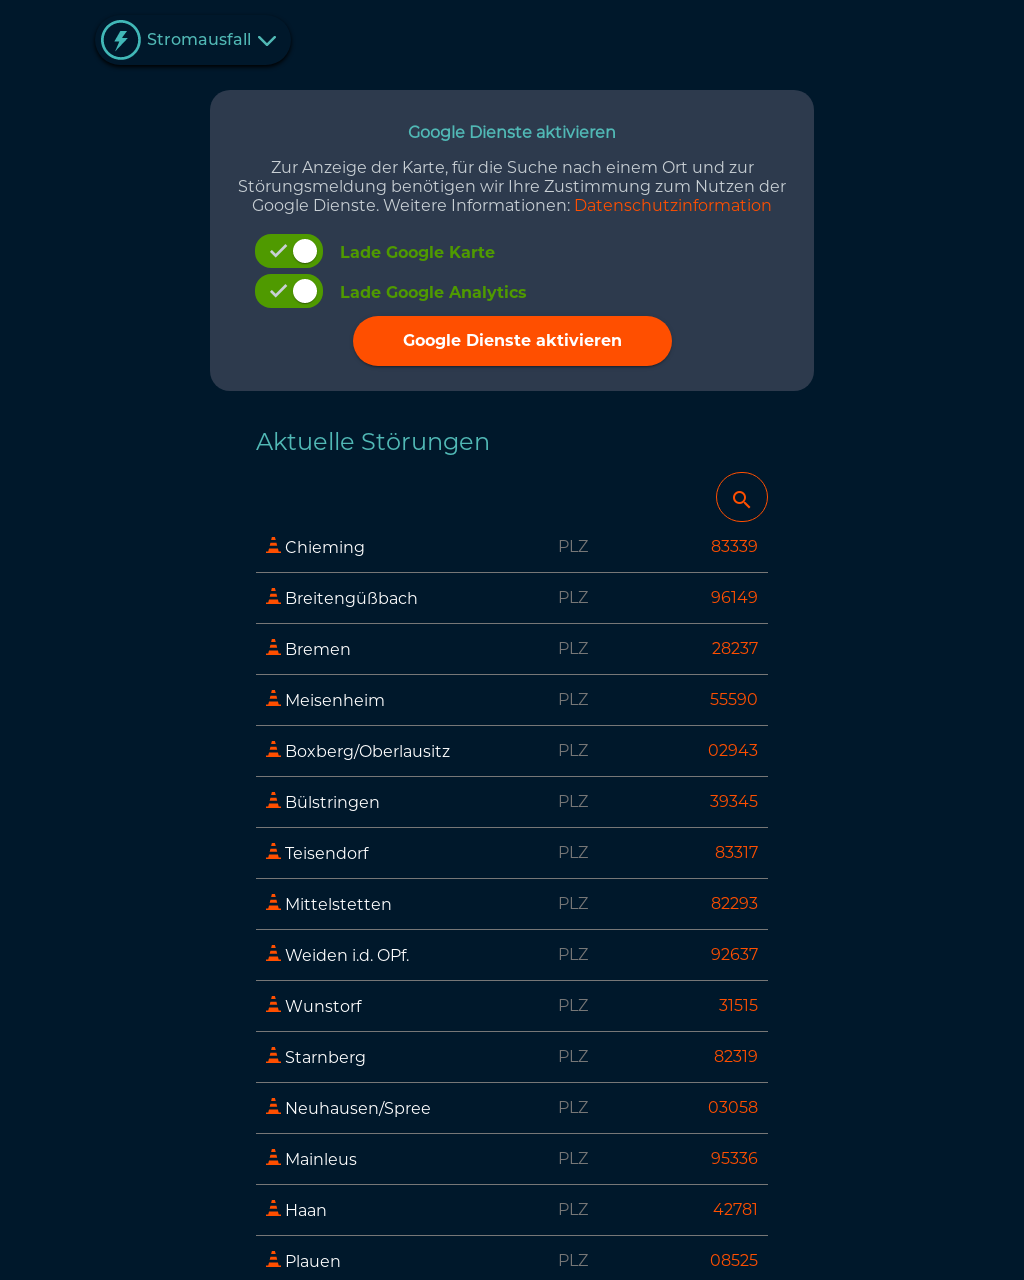 Stromausfall
Google Dienste aktivieren
Zur Anzeige der Karte, für die Suche nach einem Ort und zur
Störungsmeldung benötigen wir Ihre Zustimmung zum Nutzen der
Google Dienste. Weitere Informationen: Datenschutzinformation
Lade Google Karte
Lade Google Analytics
Google Dienste aktivieren
Aktuelle Störungen
Chieming PLZ 83339
Breitengüßbach PLZ 96149
Bremen PLZ 28237
Meisenheim PLZ 55590
Boxberg/Oberlausitz PLZ 02943
Bülstringen PLZ 39345
Teisendorf PLZ 83317
Mittelstetten PLZ 82293
Weiden i.d. OPf. PLZ 92637
Wunstorf PLZ 31515
Starnberg PLZ 82319
Neuhausen/Spree PLZ 03058
Mainleus PLZ 95336
Haan PLZ 42781
Plauen PLZ 08525